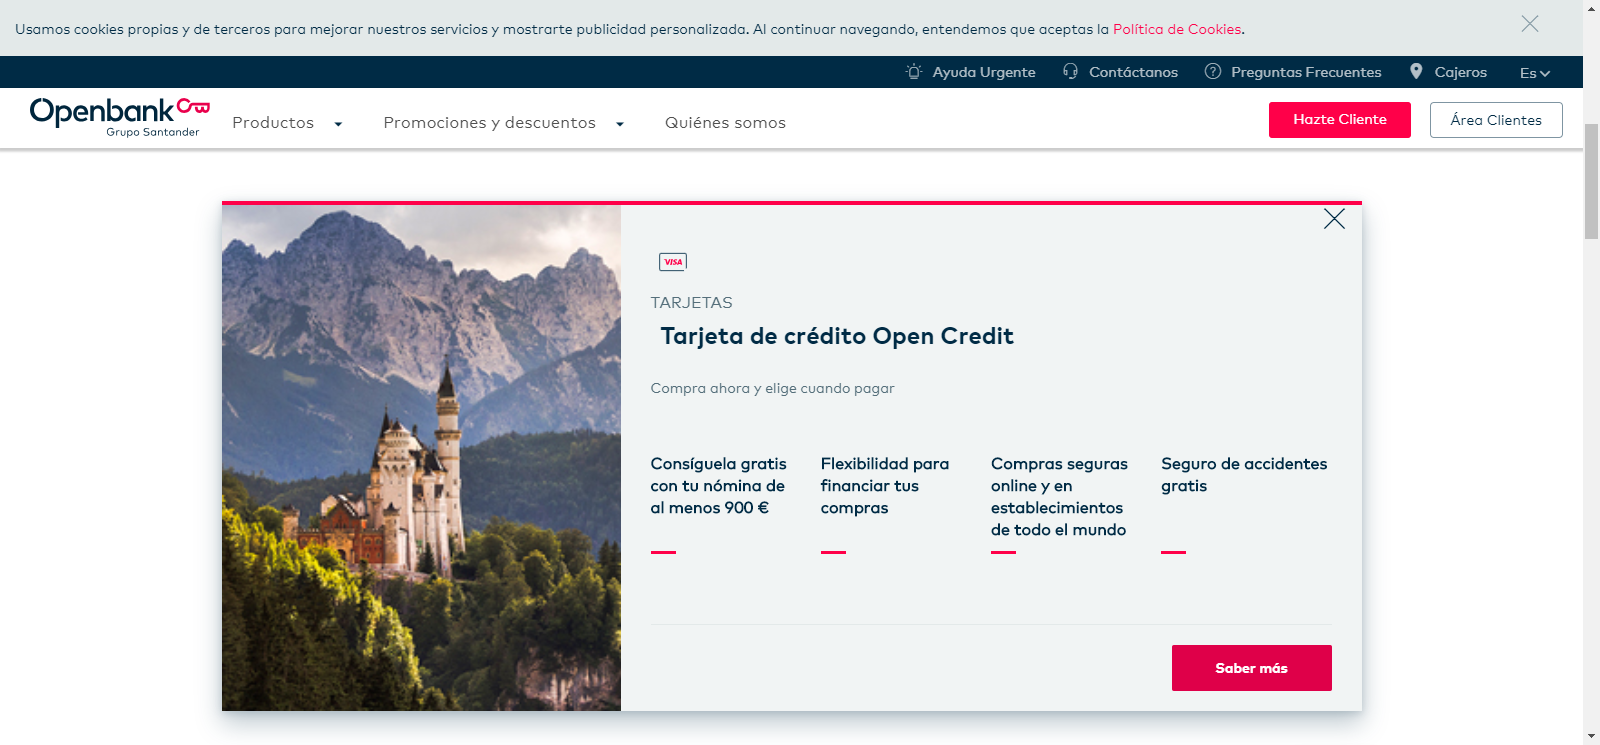 Usamos cookies propias y de terceros para mejorar nuestros servicios y mostrarte publicidad personalizada. Al continuar navegando, entendemos que aceptas la Política de Cookies.
Ayuda Urgente Contáctanos Preguntas Frecuentes Cajeros Es
Openbank
Grupo Santander
Productos Promociones y descuentos Quiénes somos
Hazte Cliente Área Clientes
VISA
TARJETAS
Tarjeta de crédito Open Credit
Compra ahora y elige cuando pagar
Consíguela gratis
con tu nómina de
al menos 900 €
Flexibilidad para
financiar tus
compras
Compras seguras
online y en
establecimientos
de todo el mundo
Seguro de accidentes
gratis
Saber más